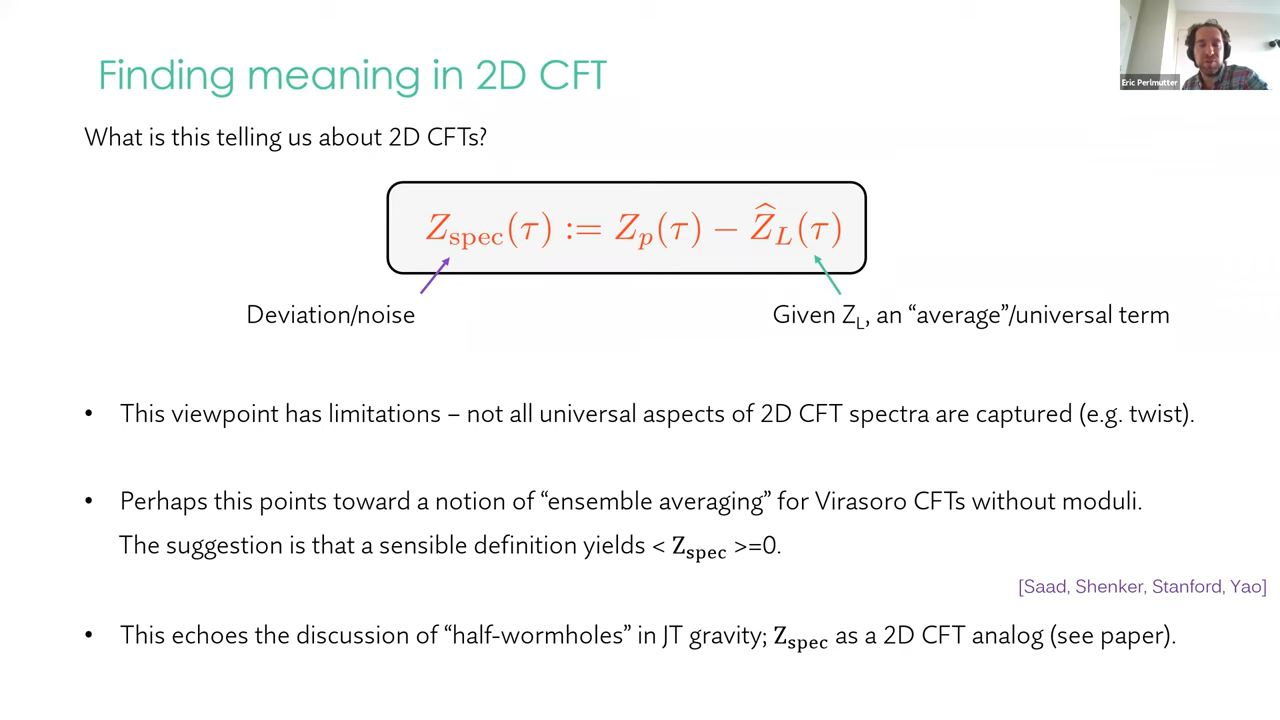 Finding meaning in 2D CFT
Eric Perlmutter
What is this telling us about 2D CFTs?
Z_spec(τ) := Z_p(τ) − Ẑ_L(τ)
Deviation/noise
Given Z_L, an “average”/universal term
• This viewpoint has limitations – not all universal aspects of 2D CFT spectra are captured (e.g. twist).
• Perhaps this points toward a notion of “ensemble averaging” for Virasoro CFTs without moduli.
The suggestion is that a sensible definition yields < Z_spec >=0.
[Saad, Shenker, Stanford, Yao]
• This echoes the discussion of “half-wormholes” in JT gravity; Z_spec as a 2D CFT analog (see paper).